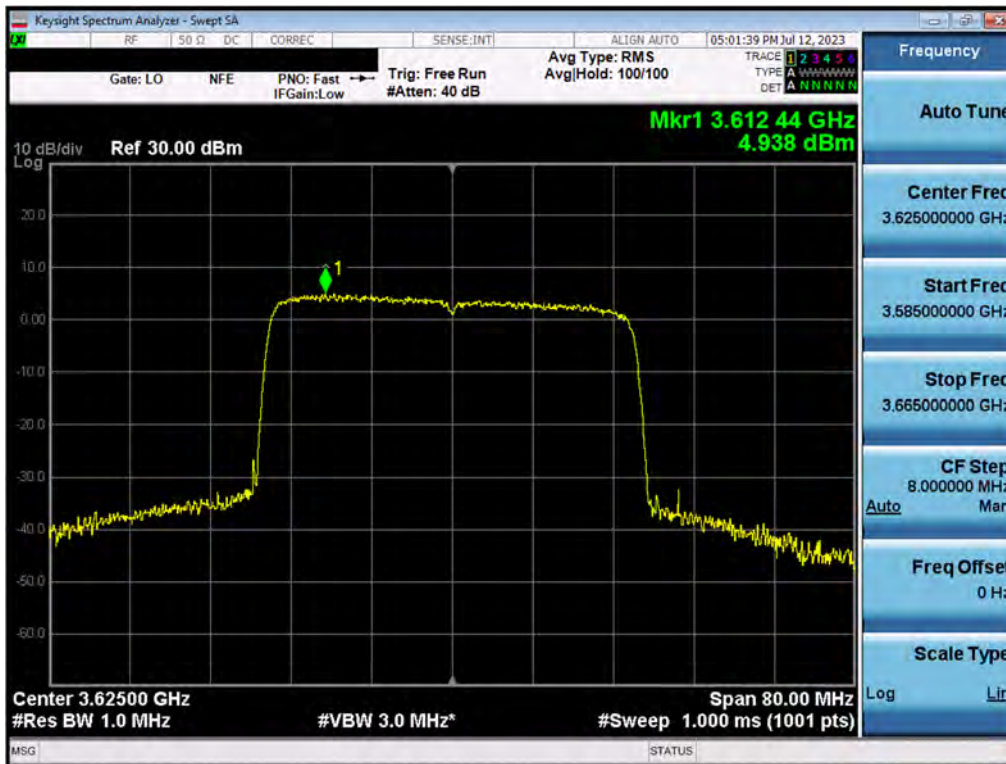 Keysight Spectrum Analyzer - Swept SA
LXI RF 50 Ω DC CORREC SENSE:INT ALIGN AUTO 05:01:39 PM Jul 12, 2023
Gate: LO NFE PNO: Fast Trig: Free Run Avg Type: RMS TRACE 1 2 3 4 5 6
IFGain:Low #Atten: 40 dB Avg|Hold: 100/100 TYPE A WWWWW
DET A N N N N N
Mkr1 3.612 44 GHz
4.938 dBm
10 dB/div Ref 30.00 dBm
Log
20.0
10.0
1
0.00
-10.0
-20.0
-30.0
-40.0
-50.0
-60.0
Center 3.62500 GHz Span 80.00 MHz
#Res BW 1.0 MHz #VBW 3.0 MHz* #Sweep 1.000 ms (1001 pts)
MSG STATUS
Frequency
Auto Tune
Center Freq
3.625000000 GHz
Start Freq
3.585000000 GHz
Stop Freq
3.665000000 GHz
CF Step
8.000000 MHz
Auto Man
Freq Offset
0 Hz
Scale Type
Log Lin